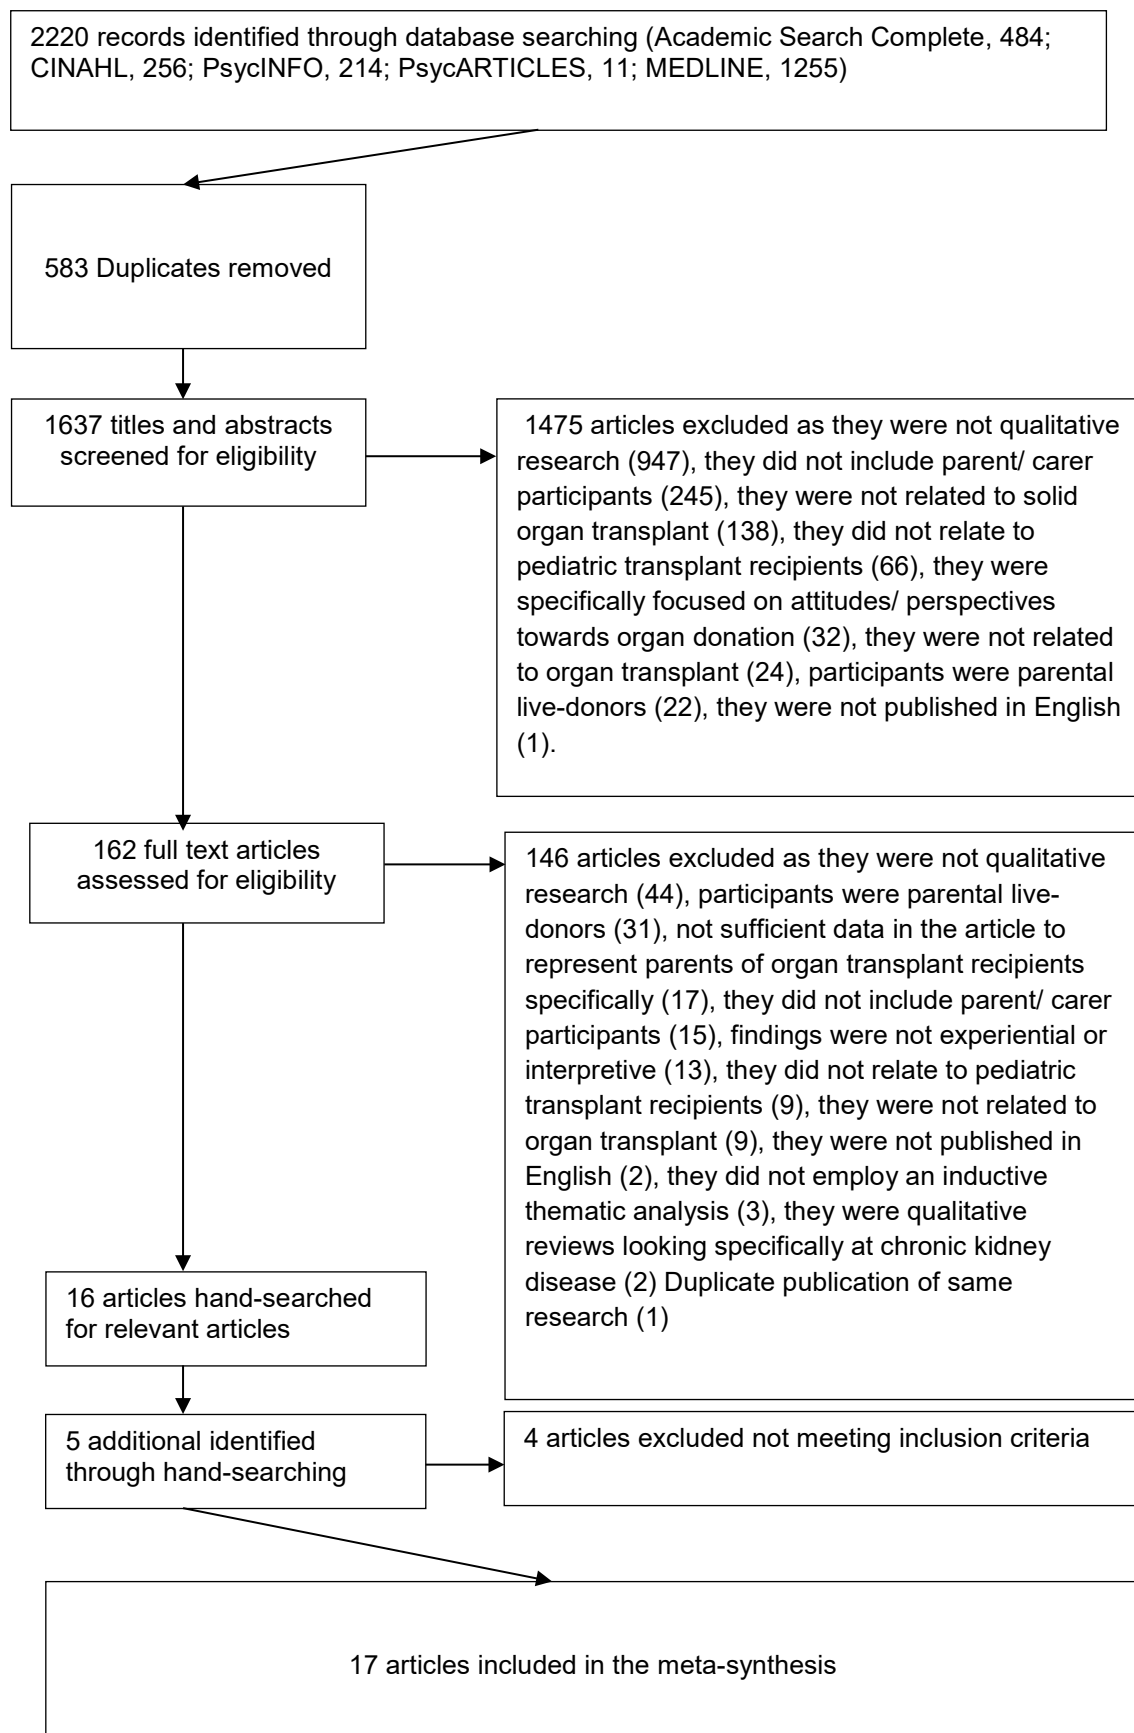 2220 records identified through database searching (Academic Search Complete, 484;
CINAHL, 256; PsycINFO, 214; PsycARTICLES, 11; MEDLINE, 1255)
583 Duplicates removed
1637 titles and abstracts
screened for eligibility
1475 articles excluded as they were not qualitative
research (947), they did not include parent/ carer
participants (245), they were not related to solid
organ transplant (138), they did not relate to
pediatric transplant recipients (66), they were
specifically focused on attitudes/ perspectives
towards organ donation (32), they were not related
to organ transplant (24), participants were parental
live-donors (22), they were not published in English
(1).
162 full text articles
assessed for eligibility
146 articles excluded as they were not qualitative
research (44), participants were parental live-
donors (31), not sufficient data in the article to
represent parents of organ transplant recipients
specifically (17), they did not include parent/ carer
participants (15), findings were not experiential or
interpretive (13), they did not relate to pediatric
transplant recipients (9), they were not related to
organ transplant (9), they were not published in
English (2), they did not employ an inductive
thematic analysis (3), they were qualitative
reviews looking specifically at chronic kidney
disease (2) Duplicate publication of same
research (1)
16 articles hand-searched
for relevant articles
5 additional identified
through hand-searching
4 articles excluded not meeting inclusion criteria
17 articles included in the meta-synthesis